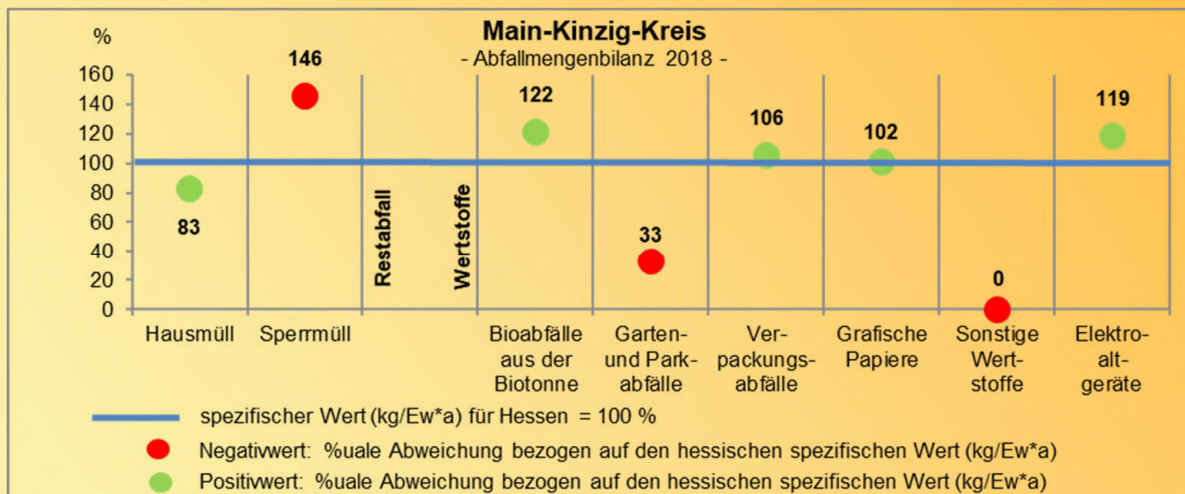 Main-Kinzig-Kreis
- Abfallmengenbilanz 2018 -
%
160
140
120
100
80
60
40
20
0
83
146
Restabfall
Wertstoffe
122
33
106
102
0
119
Hausmüll
Sperrmüll
Bioabfälle
aus der
Biotonne
Garten-
und Park-
abfälle
Ver-
packungs-
abfälle
Grafische
Papiere
Sonstige
Wert-
stoffe
Elektro-
alt-
geräte
spezifischer Wert (kg/Ew*a) für Hessen = 100 %
Negativwert: %uale Abweichung bezogen auf den hessischen spezifischen Wert (kg/Ew*a)
Positivwert: %uale Abweichung bezogen auf den hessischen spezifischen Wert (kg/Ew*a)